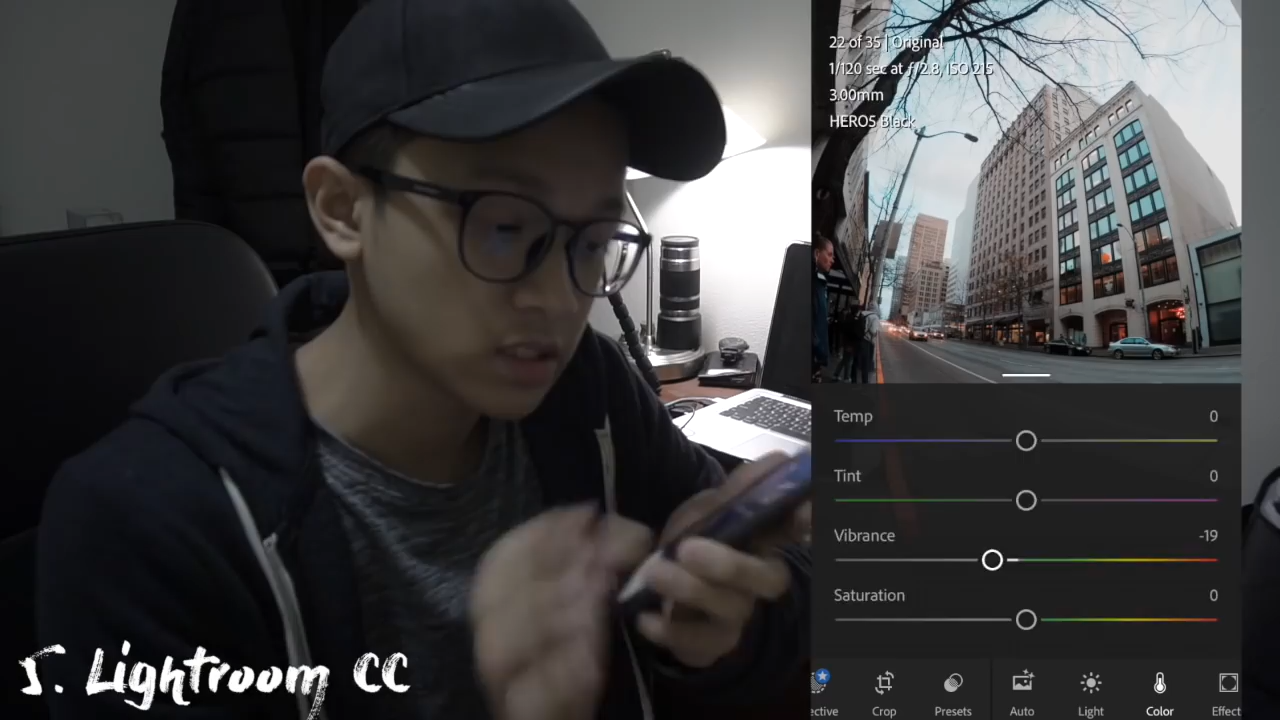 22 of 35 | Original
1/120 sec at f/2.8, ISO 215
3.00mm
HERO5 Black
Temp 0
Tint 0
Vibrance -19
Saturation 0
ective Crop Presets Auto Light Color Effect
5. Lightroom CC